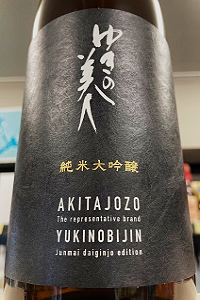 ゆきの美人
純米大吟醸
AKITAJOZO
The representative brand
YUKINOBIJIN
Junmai daiginjo edition